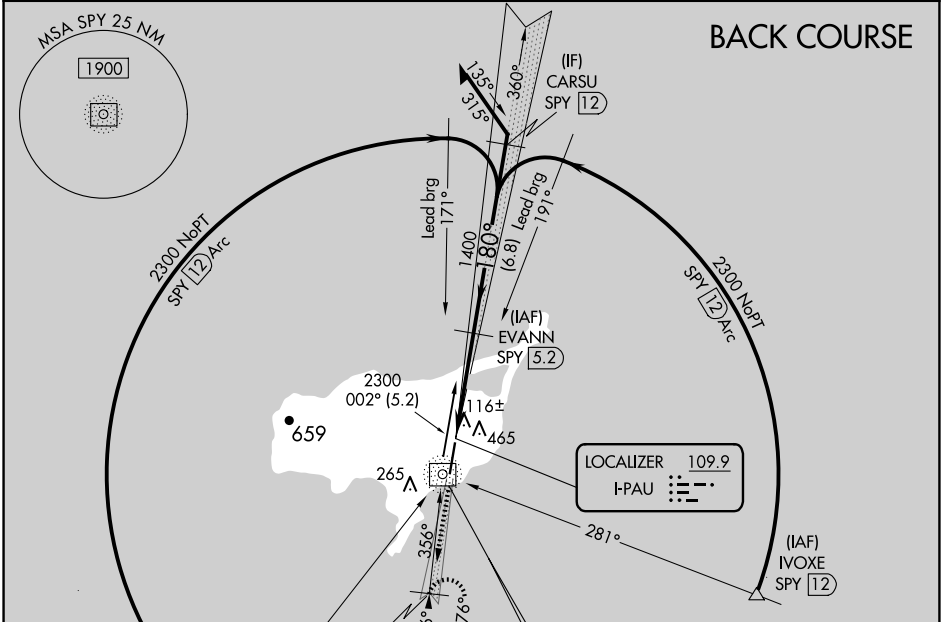 BACK COURSE
MSA SPY 25 NM
1900
(IF)
CARSU
SPY 12
135°
315°
360°
Lead brg
171°
Lead brg
191°
1400
180°
(6.8)
2300 NoPT
SPY 12 Arc
2300 NoPT
SPY 12 Arc
(IAF)
EVANN
SPY 5.2
2300
002° (5.2)
116±
465
659
265
LOCALIZER 109.9
I-PAU
281°
(IAF)
IVOXE
SPY 12
356°